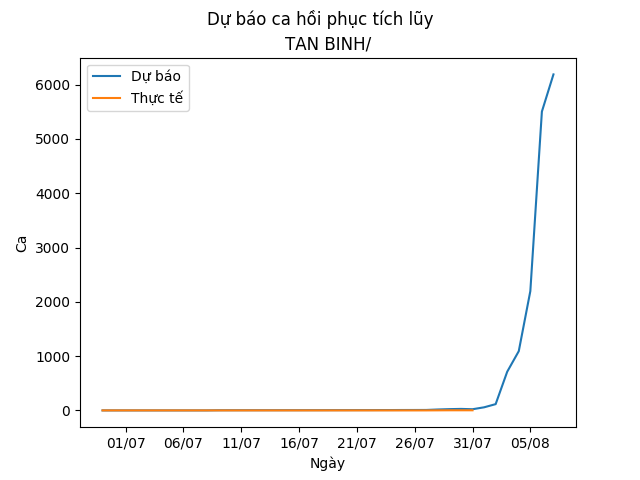 Dự báo ca hồi phục tích lũy
TAN BINH/
Dự báo
Thực tế
6000
5000
4000
3000
2000
1000
0
Ca
01/07 06/07 11/07 16/07 21/07 26/07 31/07 05/08
Ngày